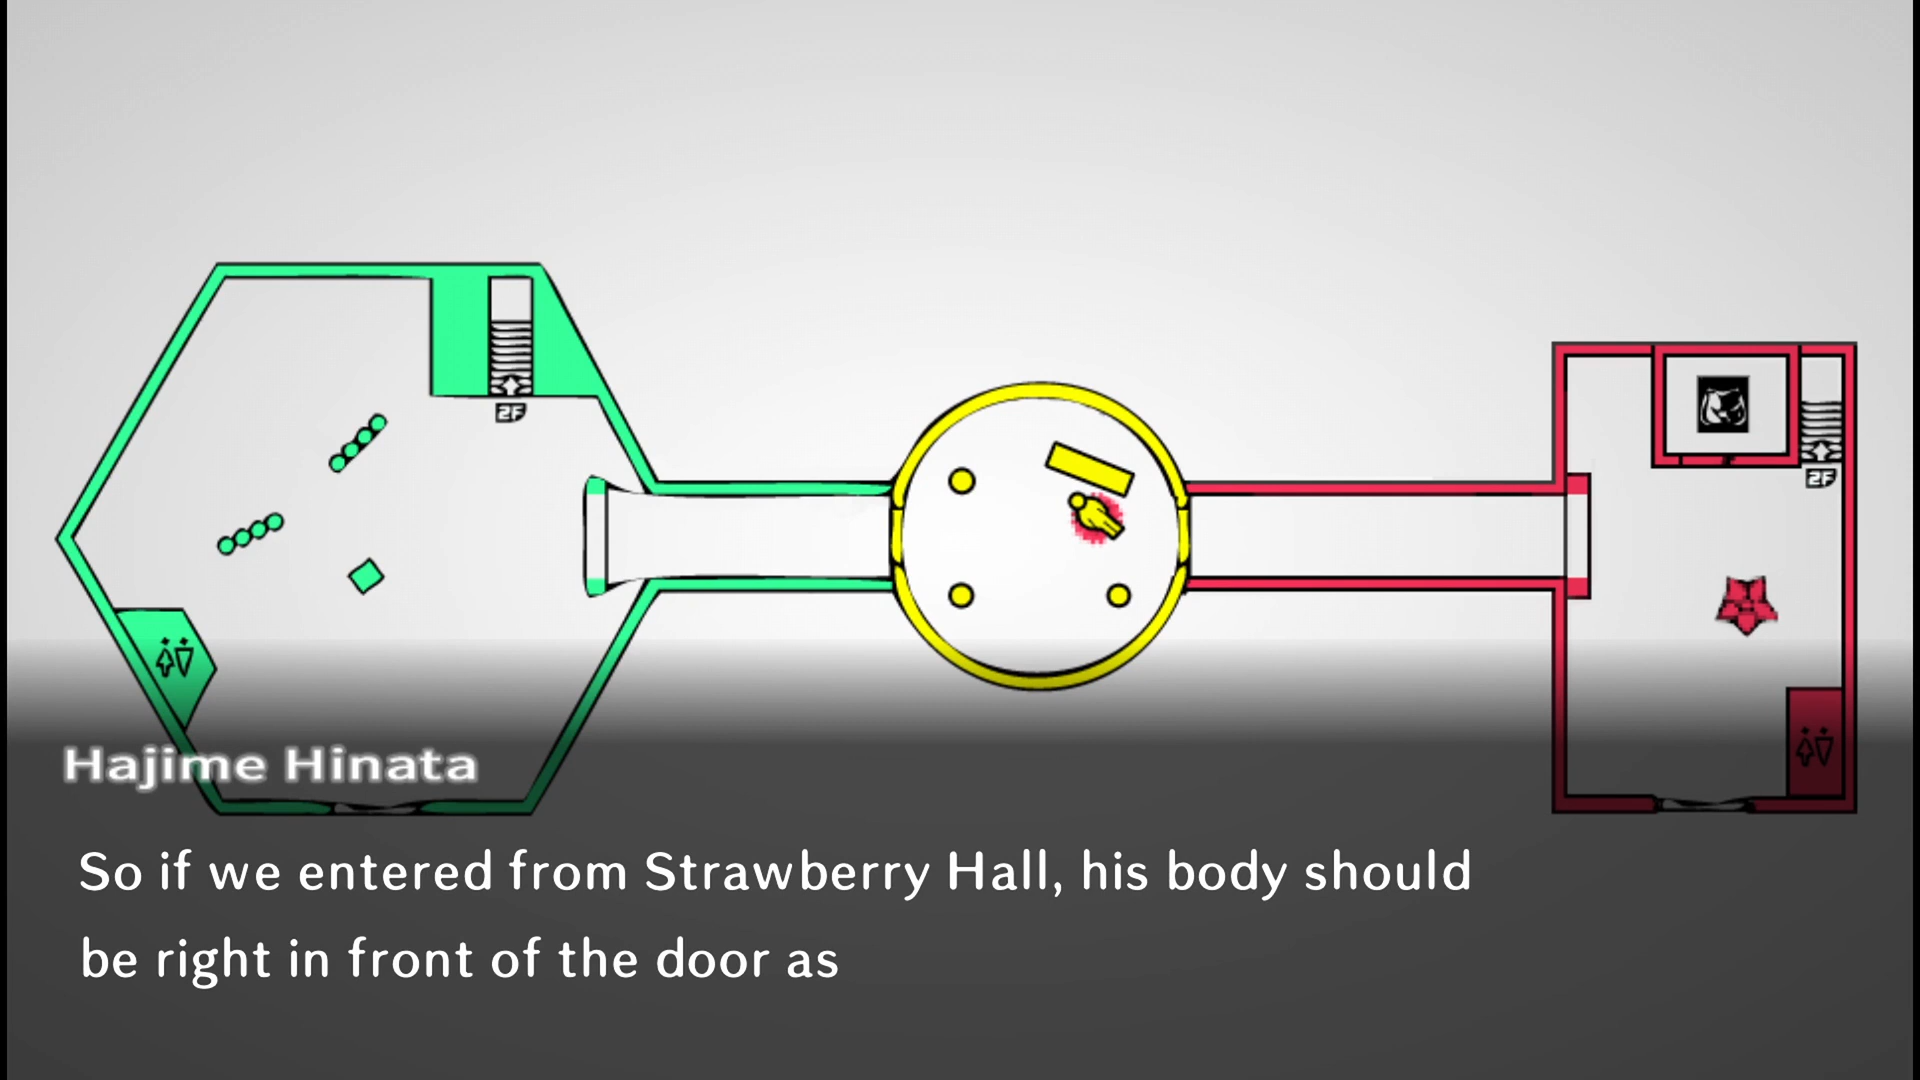 2F
2F
Hajime Hinata
So if we entered from Strawberry Hall, his body should
be right in front of the door as